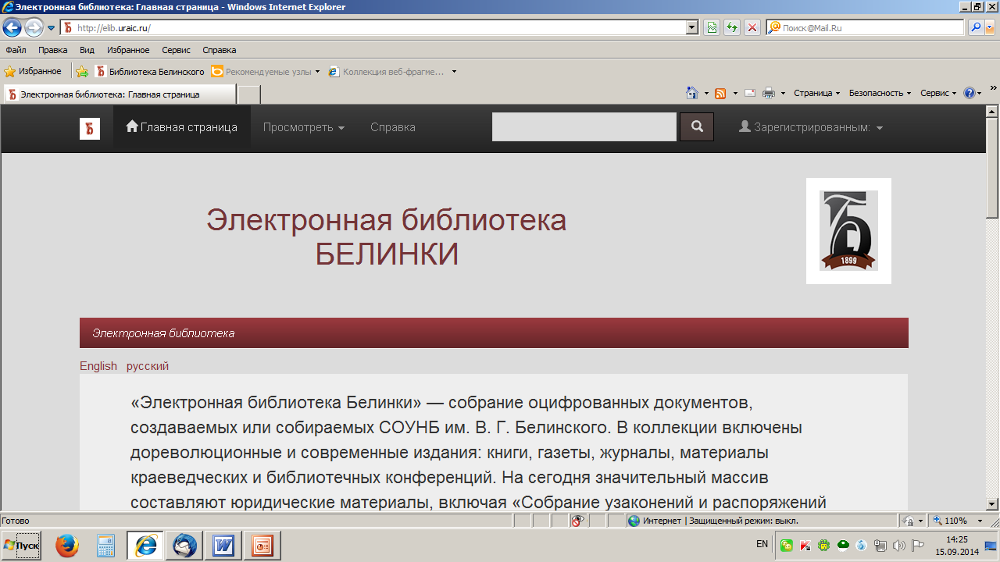 Электронная библиотека: Главная страница - Windows Internet Explorer
http://elib.uraic.ru/
Поиск@Mail.Ru
Файл Правка Вид Избранное Сервис Справка
Избранное Библиотека Белинского Рекомендуемые узлы Коллекция веб-фрагме...
Электронная библиотека: Главная страница
Страница Безопасность Сервис
Главная страница Просмотреть Справка Зарегистрированным:
Электронная библиотека
БЕЛИНКИ
1899
Электронная библиотека
English русский
«Электронная библиотека Белинки» — собрание оцифрованных документов,
создаваемых или собираемых СОУНБ им. В. Г. Белинского. В коллекции включены
дореволюционные и современные издания: книги, газеты, журналы, материалы
краеведческих и библиотечных конференций. На сегодня значительный массив
составляют юридические материалы, включая «Собрание узаконений и распоряжений
Готово
Интернет | Защищенный режим: выкл.
110%
Пуск
EN
14:25
15.09.2014